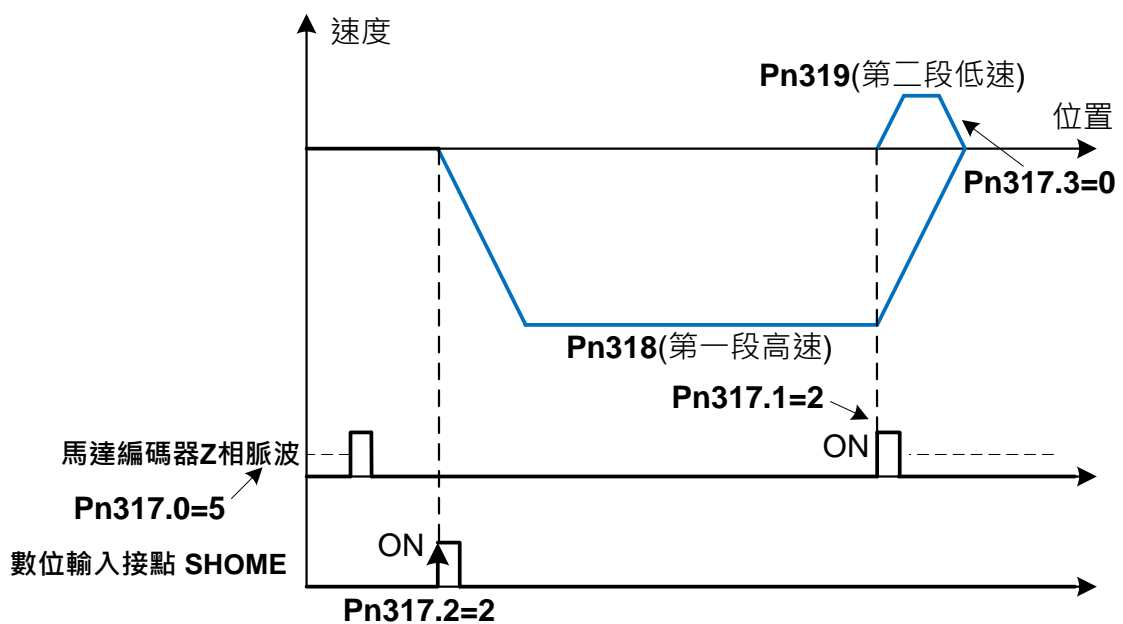 速度
Pn319(第二段低速)
位置
Pn317.3=0
Pn318(第一段高速)
Pn317.1=2
馬達編碼器Z相脈波
ON
Pn317.0=5
ON
數位輸入接點 SHOME
Pn317.2=2